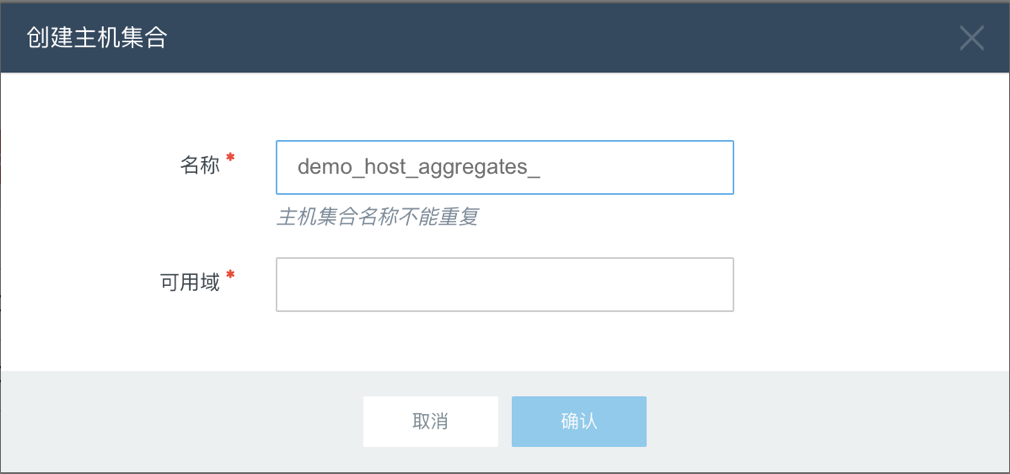 创建主机集合
名称 *
demo_host_aggregates_
主机集合名称不能重复
可用域 *
取消
确认